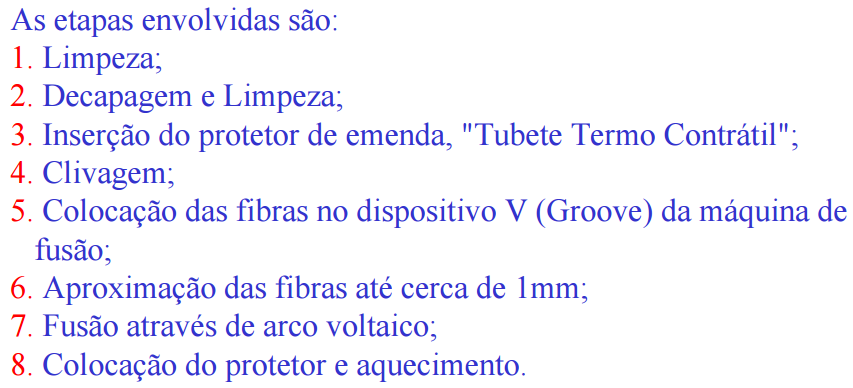 As etapas envolvidas são:
1. Limpeza;
2. Decapagem e Limpeza;
3. Inserção do protetor de emenda, "Tubete Termo Contrátil";
4. Clivagem;
5. Colocação das fibras no dispositivo V (Groove) da máquina de
fusão;
6. Aproximação das fibras até cerca de 1mm;
7. Fusão através de arco voltaico;
8. Colocação do protetor e aquecimento.